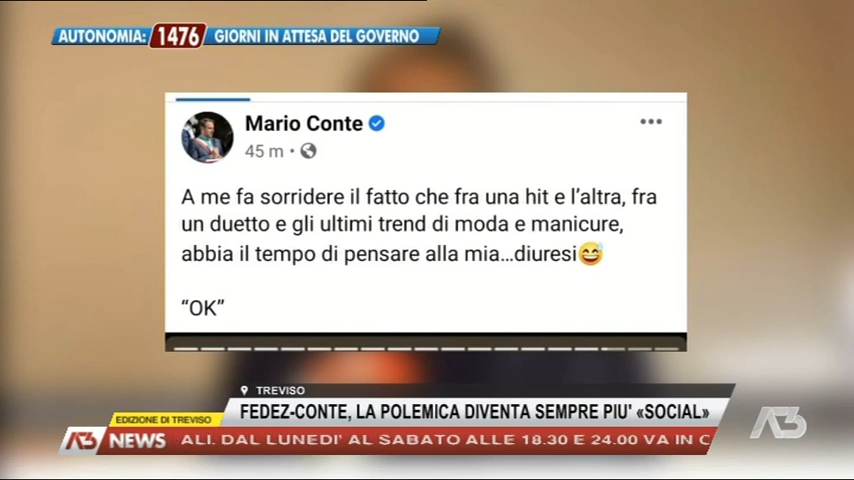 AUTONOMIA: 1476 GIORNI IN ATTESA DEL GOVERNO
Mario Conte
45 m
A me fa sorridere il fatto che fra una hit e l'altra, fra
un duetto e gli ultimi trend di moda e manicure,
abbia il tempo di pensare alla mia...diuresi😅
“OK”
TREVISO
FEDEZ-CONTE, LA POLEMICA DIVENTA SEMPRE PIU' «SOCIAL»
EDIZIONE DI TREVISO
A3 NEWS ALI. DAL LUNEDI' AL SABATO ALLE 18.30 E 24.00 VA IN
A3